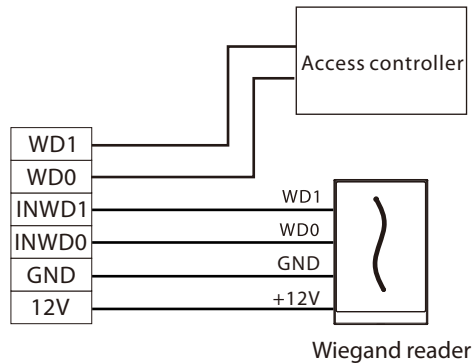 Access controller
WD1
WD0
INWD1
INWD0
GND
12V
WD1
WD0
GND
+12V
Wiegand reader